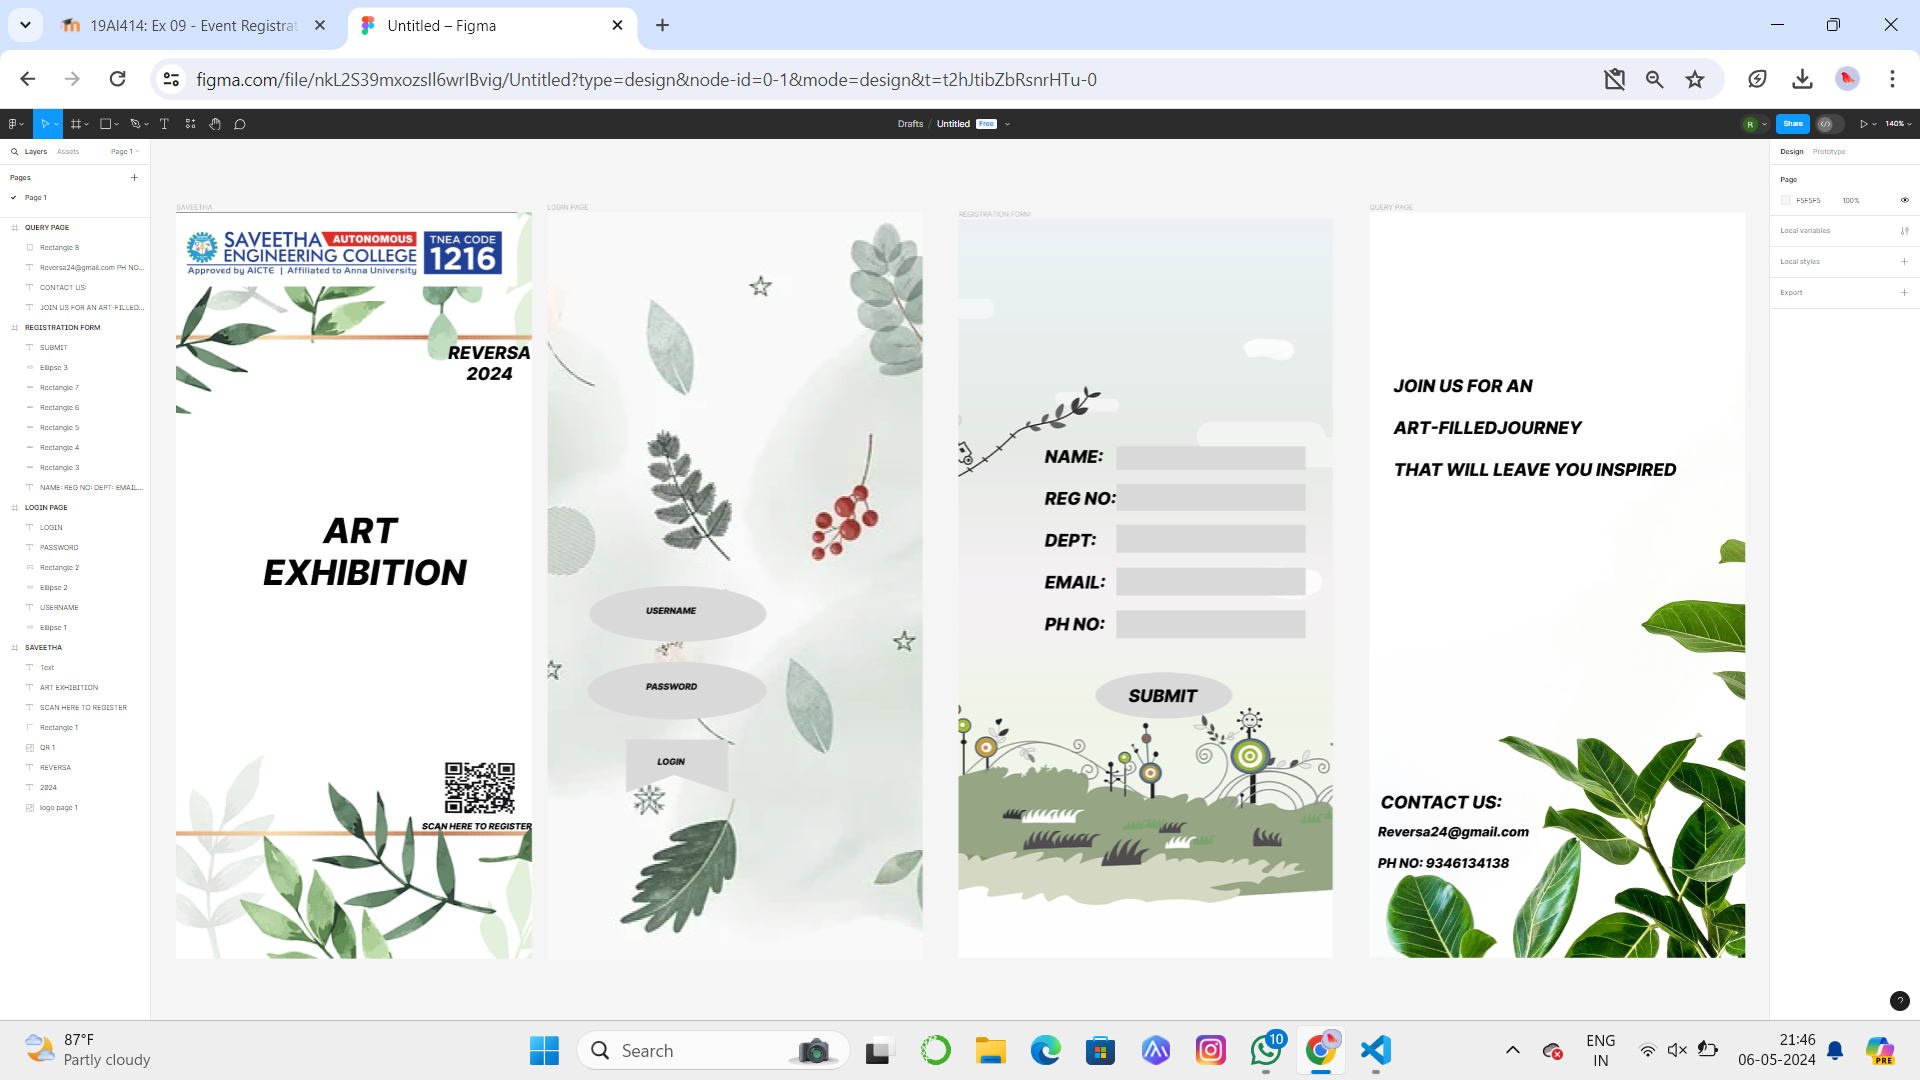 19AI414: Ex 09 - Event Registrat
Untitled – Figma
figma.com/file/nkL2S39mxozsIl6wrIBvig/Untitled?type=design&node-id=0-1&mode=design&t=t2hJtibZbRsnrHTu-0
Drafts / Untitled Free
R
Share
140%
Layers Assets Page 1
Pages
Page 1
QUERY PAGE
Rectangle 8
Reversa24@gmail.com PH NO...
CONTACT US:
JOIN US FOR AN ART-FILLED...
REGISTRATION FORM
SUBMIT
Ellipse 3
Rectangle 7
Rectangle 6
Rectangle 5
Rectangle 4
Rectangle 3
NAME: REG NO: DEPT: EMAIL...
LOGIN PAGE
LOGIN
PASSWORD
Rectangle 2
Ellipse 2
USERNAME
Ellipse 1
SAVEETHA
Text
ART EXHIBITION
SCAN HERE TO REGISTER
Rectangle 1
QR 1
REVERSA
2024
logo page 1
SAVEETHA
SAVEETHA AUTONOMOUS
ENGINEERING COLLEGE
Approved by AICTE | Affiliated to Anna University
TNEA CODE
1216
REVERSA
2024
ART
EXHIBITION
SCAN HERE TO REGISTER
LOGIN PAGE
USERNAME
PASSWORD
LOGIN
REGISTRATION FORM
NAME:
REG NO:
DEPT:
EMAIL:
PH NO:
SUBMIT
QUERY PAGE
JOIN US FOR AN
ART-FILLEDJOURNEY
THAT WILL LEAVE YOU INSPIRED
CONTACT US:
Reversa24@gmail.com
PH NO: 9346134138
Design Prototype
Page
F5F5F5 100%
Local variables
Local styles
Export
?
87°F
Partly cloudy
Search
10
PRE
ENG
IN
21:46
06-05-2024